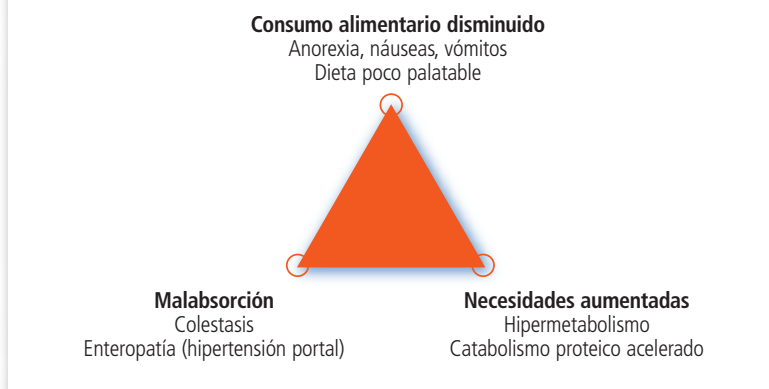 Consumo alimentario disminuido
Anorexia, náuseas, vómitos
Dieta poco palatable
Malabsorción
Colestasis
Enteropatía (hipertensión portal)
Necesidades aumentadas
Hipermetabolismo
Catabolismo proteico acelerado